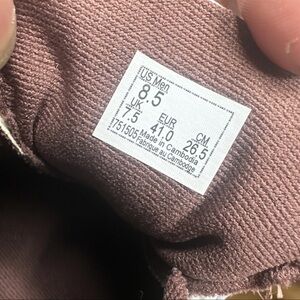 US Men
8.5
UK EUR CM
7.5 41.0 26.5
751505 Made in Cambodia
Fabriqué au Cambodge